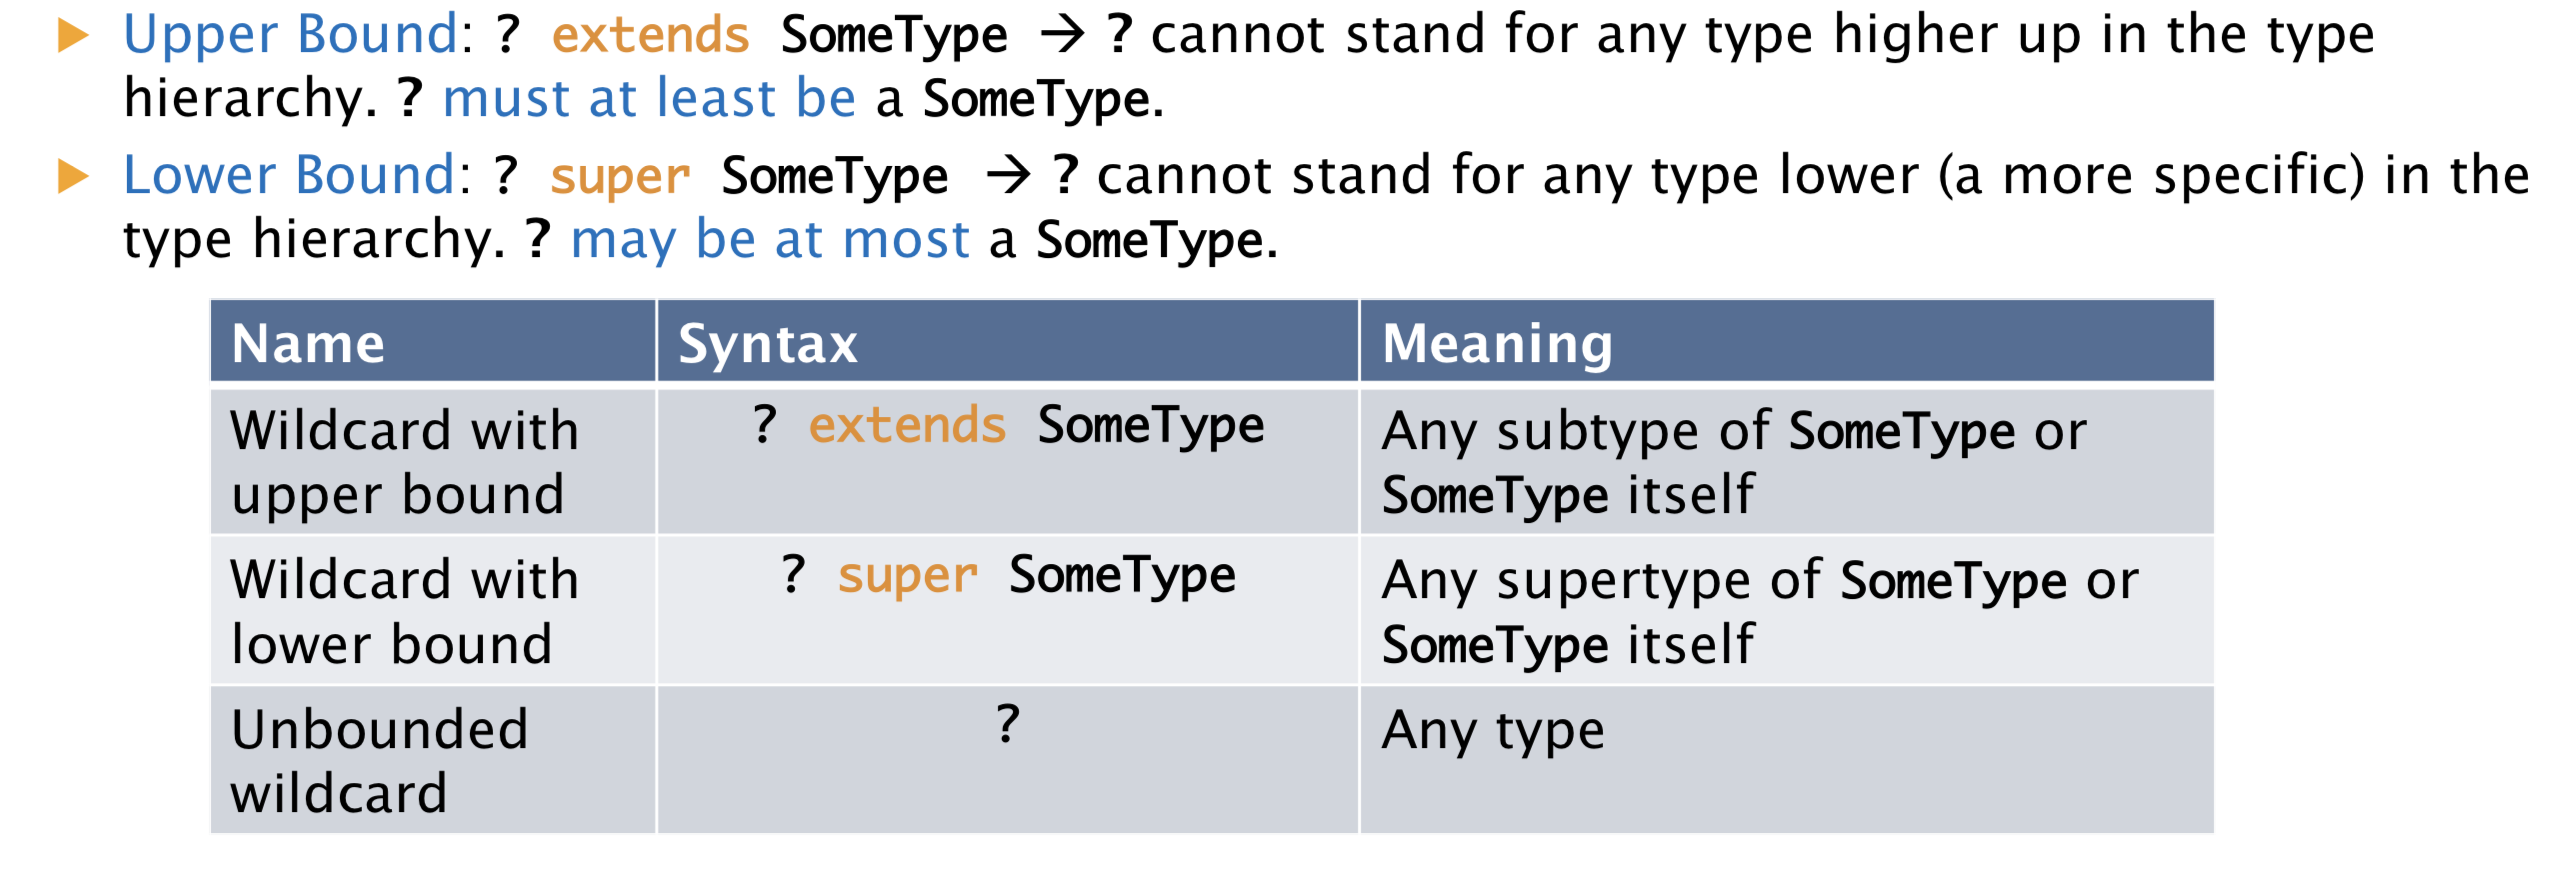 Upper Bound: ? extends SomeType → ? cannot stand for any type higher up in the type
hierarchy. ? must at least be a SomeType.
Lower Bound: ? super SomeType → ? cannot stand for any type lower (a more specific) in the
type hierarchy. ? may be at most a SomeType.
Name Syntax Meaning
Wildcard with ? extends SomeType Any subtype of SomeType or
upper bound SomeType itself
Wildcard with ? super SomeType Any supertype of SomeType or
lower bound SomeType itself
Unbounded ? Any type
wildcard